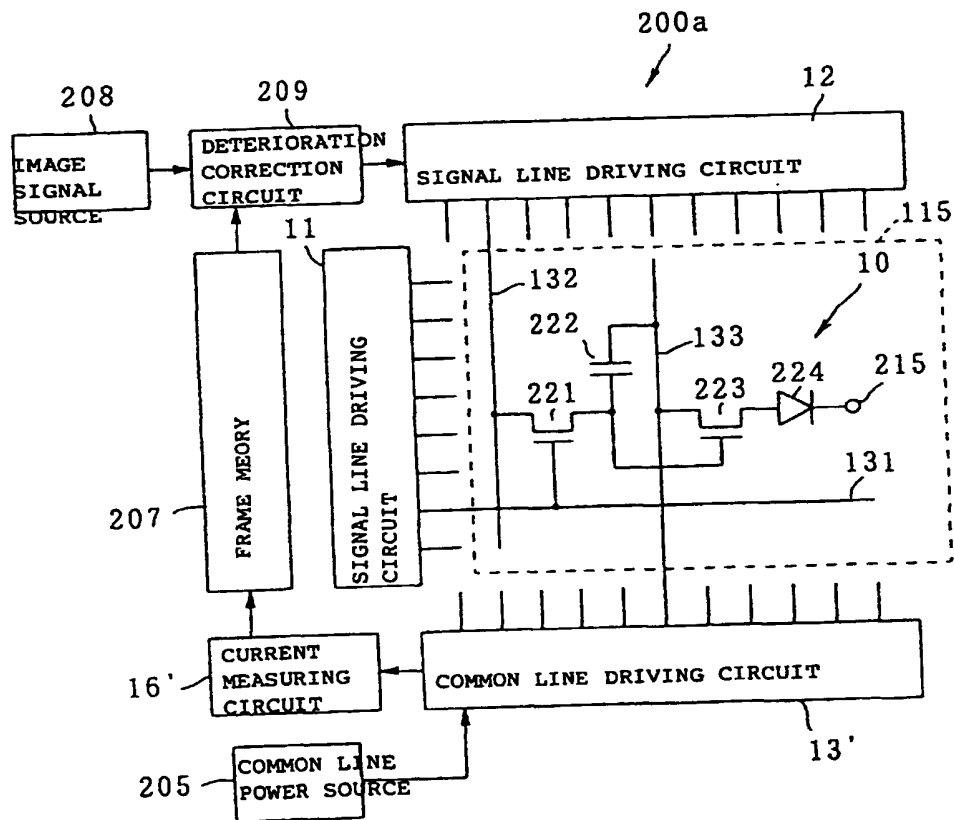 200a
208
209
12
IMAGE
SIGNAL
SOURCE
DETERIORATION
CORRECTION
CIRCUIT
SIGNAL LINE DRIVING CIRCUIT
11
115
132
10
222
133
221
223
224
215
131
207
FRAME MEORY
SIGNAL LINE DRIVING
CIRCUIT
16'
CURRENT
MEASURING
CIRCUIT
COMMON LINE DRIVING CIRCUIT
13'
205
COMMON LINE
POWER SOURCE